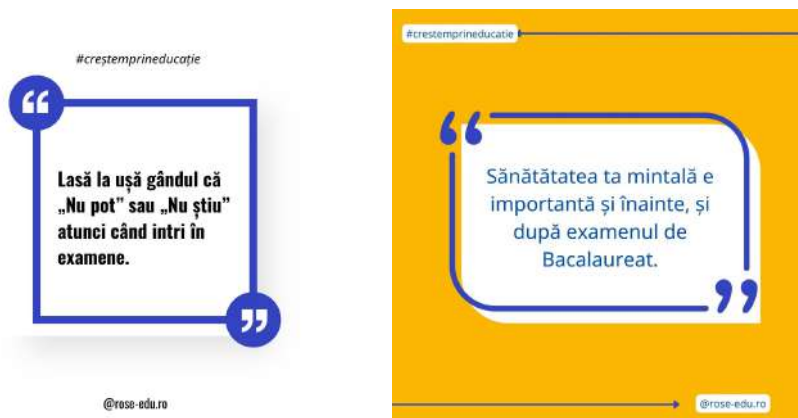 #creștemprineducație
Lasă la ușă gândul că
„Nu pot” sau „Nu știu”
atunci când intri în
examene.
@rose-edu.ro
#crestemprineducatie
Sănătătatea ta mintală e
importantă și înainte, și
după examenul de
Bacalaureat.
@rose-edu.ro